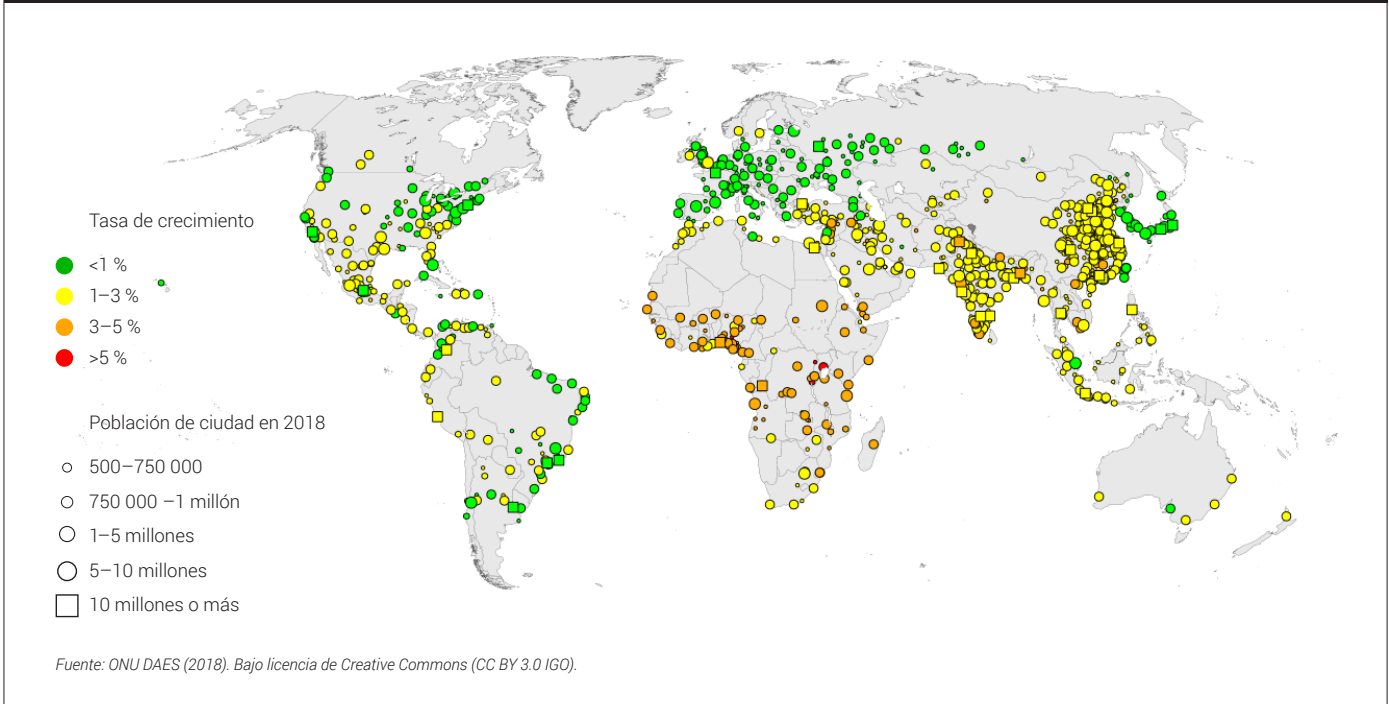 Tasa de crecimiento
<1 %
1–3 %
3–5 %
>5 %
Población de ciudad en 2018
500–750 000
750 000 –1 millón
1–5 millones
5–10 millones
10 millones o más
Fuente: ONU DAES (2018). Bajo licencia de Creative Commons (CC BY 3.0 IGO).